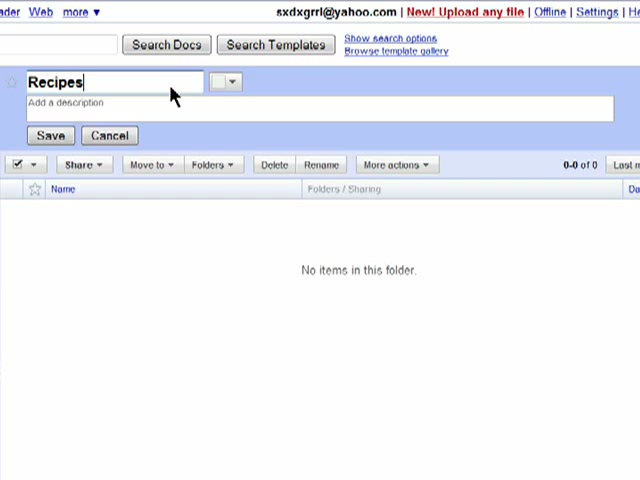 ader Web more ▼ sxdxgrrl@yahoo.com | New! Upload any file | Offline | Settings | He
Search Docs Search Templates Show search options
Browse template gallery
Recipes
Add a description
Save Cancel
Share Move to Folders Delete Rename More actions 0-0 of 0 Last m
Name Folders / Sharing Da
No items in this folder.